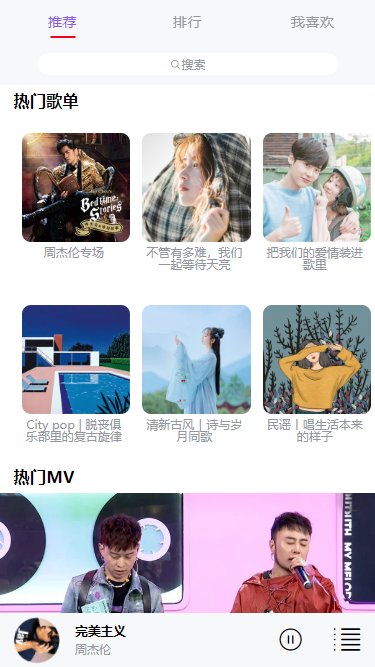 推荐
排行
我喜欢
搜索
热门歌单
Bedtime
Stories
周杰伦专场
不管有多难，我们
一起等待天亮
把我们的爱情装进
歌里
City pop | 脱丧俱
乐部里的复古旋律
清新古风 | 诗与岁
月同歌
民谣 | 唱生活本来
的样子
热门MV
完美主义
周杰伦